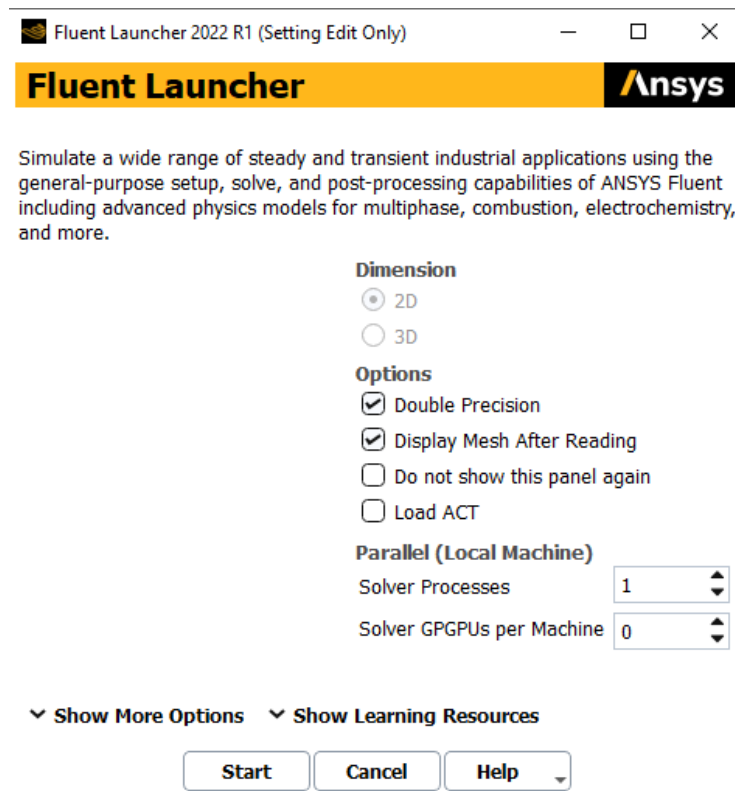 Fluent Launcher 2022 R1 (Setting Edit Only)
Fluent Launcher
Ansys
Simulate a wide range of steady and transient industrial applications using the
general-purpose setup, solve, and post-processing capabilities of ANSYS Fluent
including advanced physics models for multiphase, combustion, electrochemistry,
and more.
Dimension
2D
3D
Options
Double Precision
Display Mesh After Reading
Do not show this panel again
Load ACT
Parallel (Local Machine)
Solver Processes 1
Solver GPGPUs per Machine 0
Show More Options Show Learning Resources
Start Cancel Help